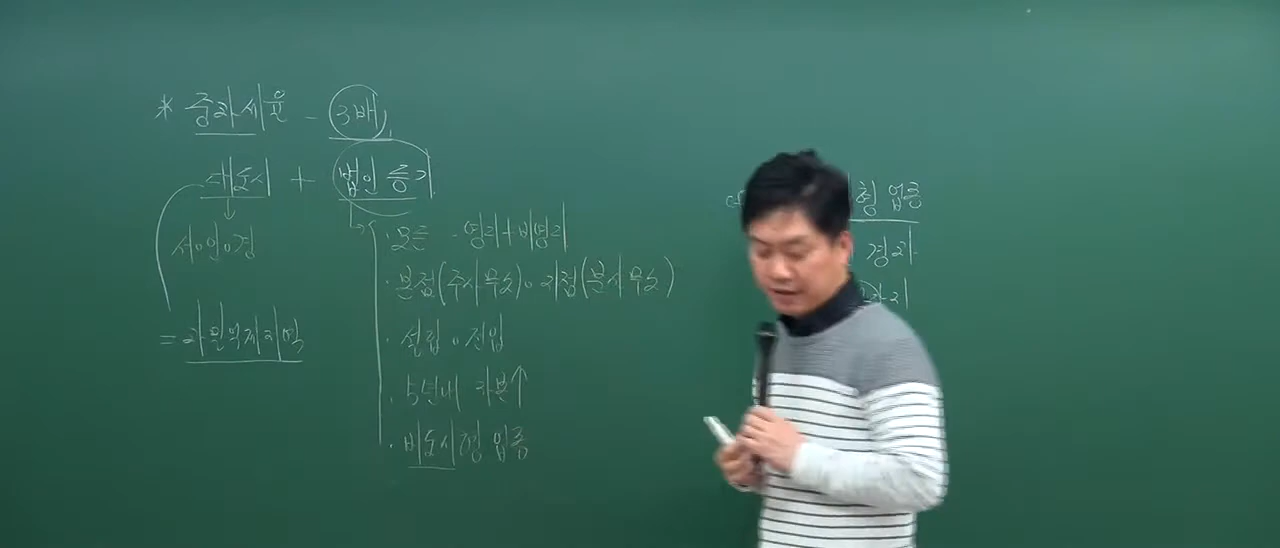 * 중과세율 - 3배
대도시 + 법인 등기
서·인·경
= 과밀억제권역
· 모든 - 영리+비영리
· 본점(주사무소)·지점(분사무소)
· 설립·전입
· 5년내 자본↑
· 비도시형 업종
형 업종